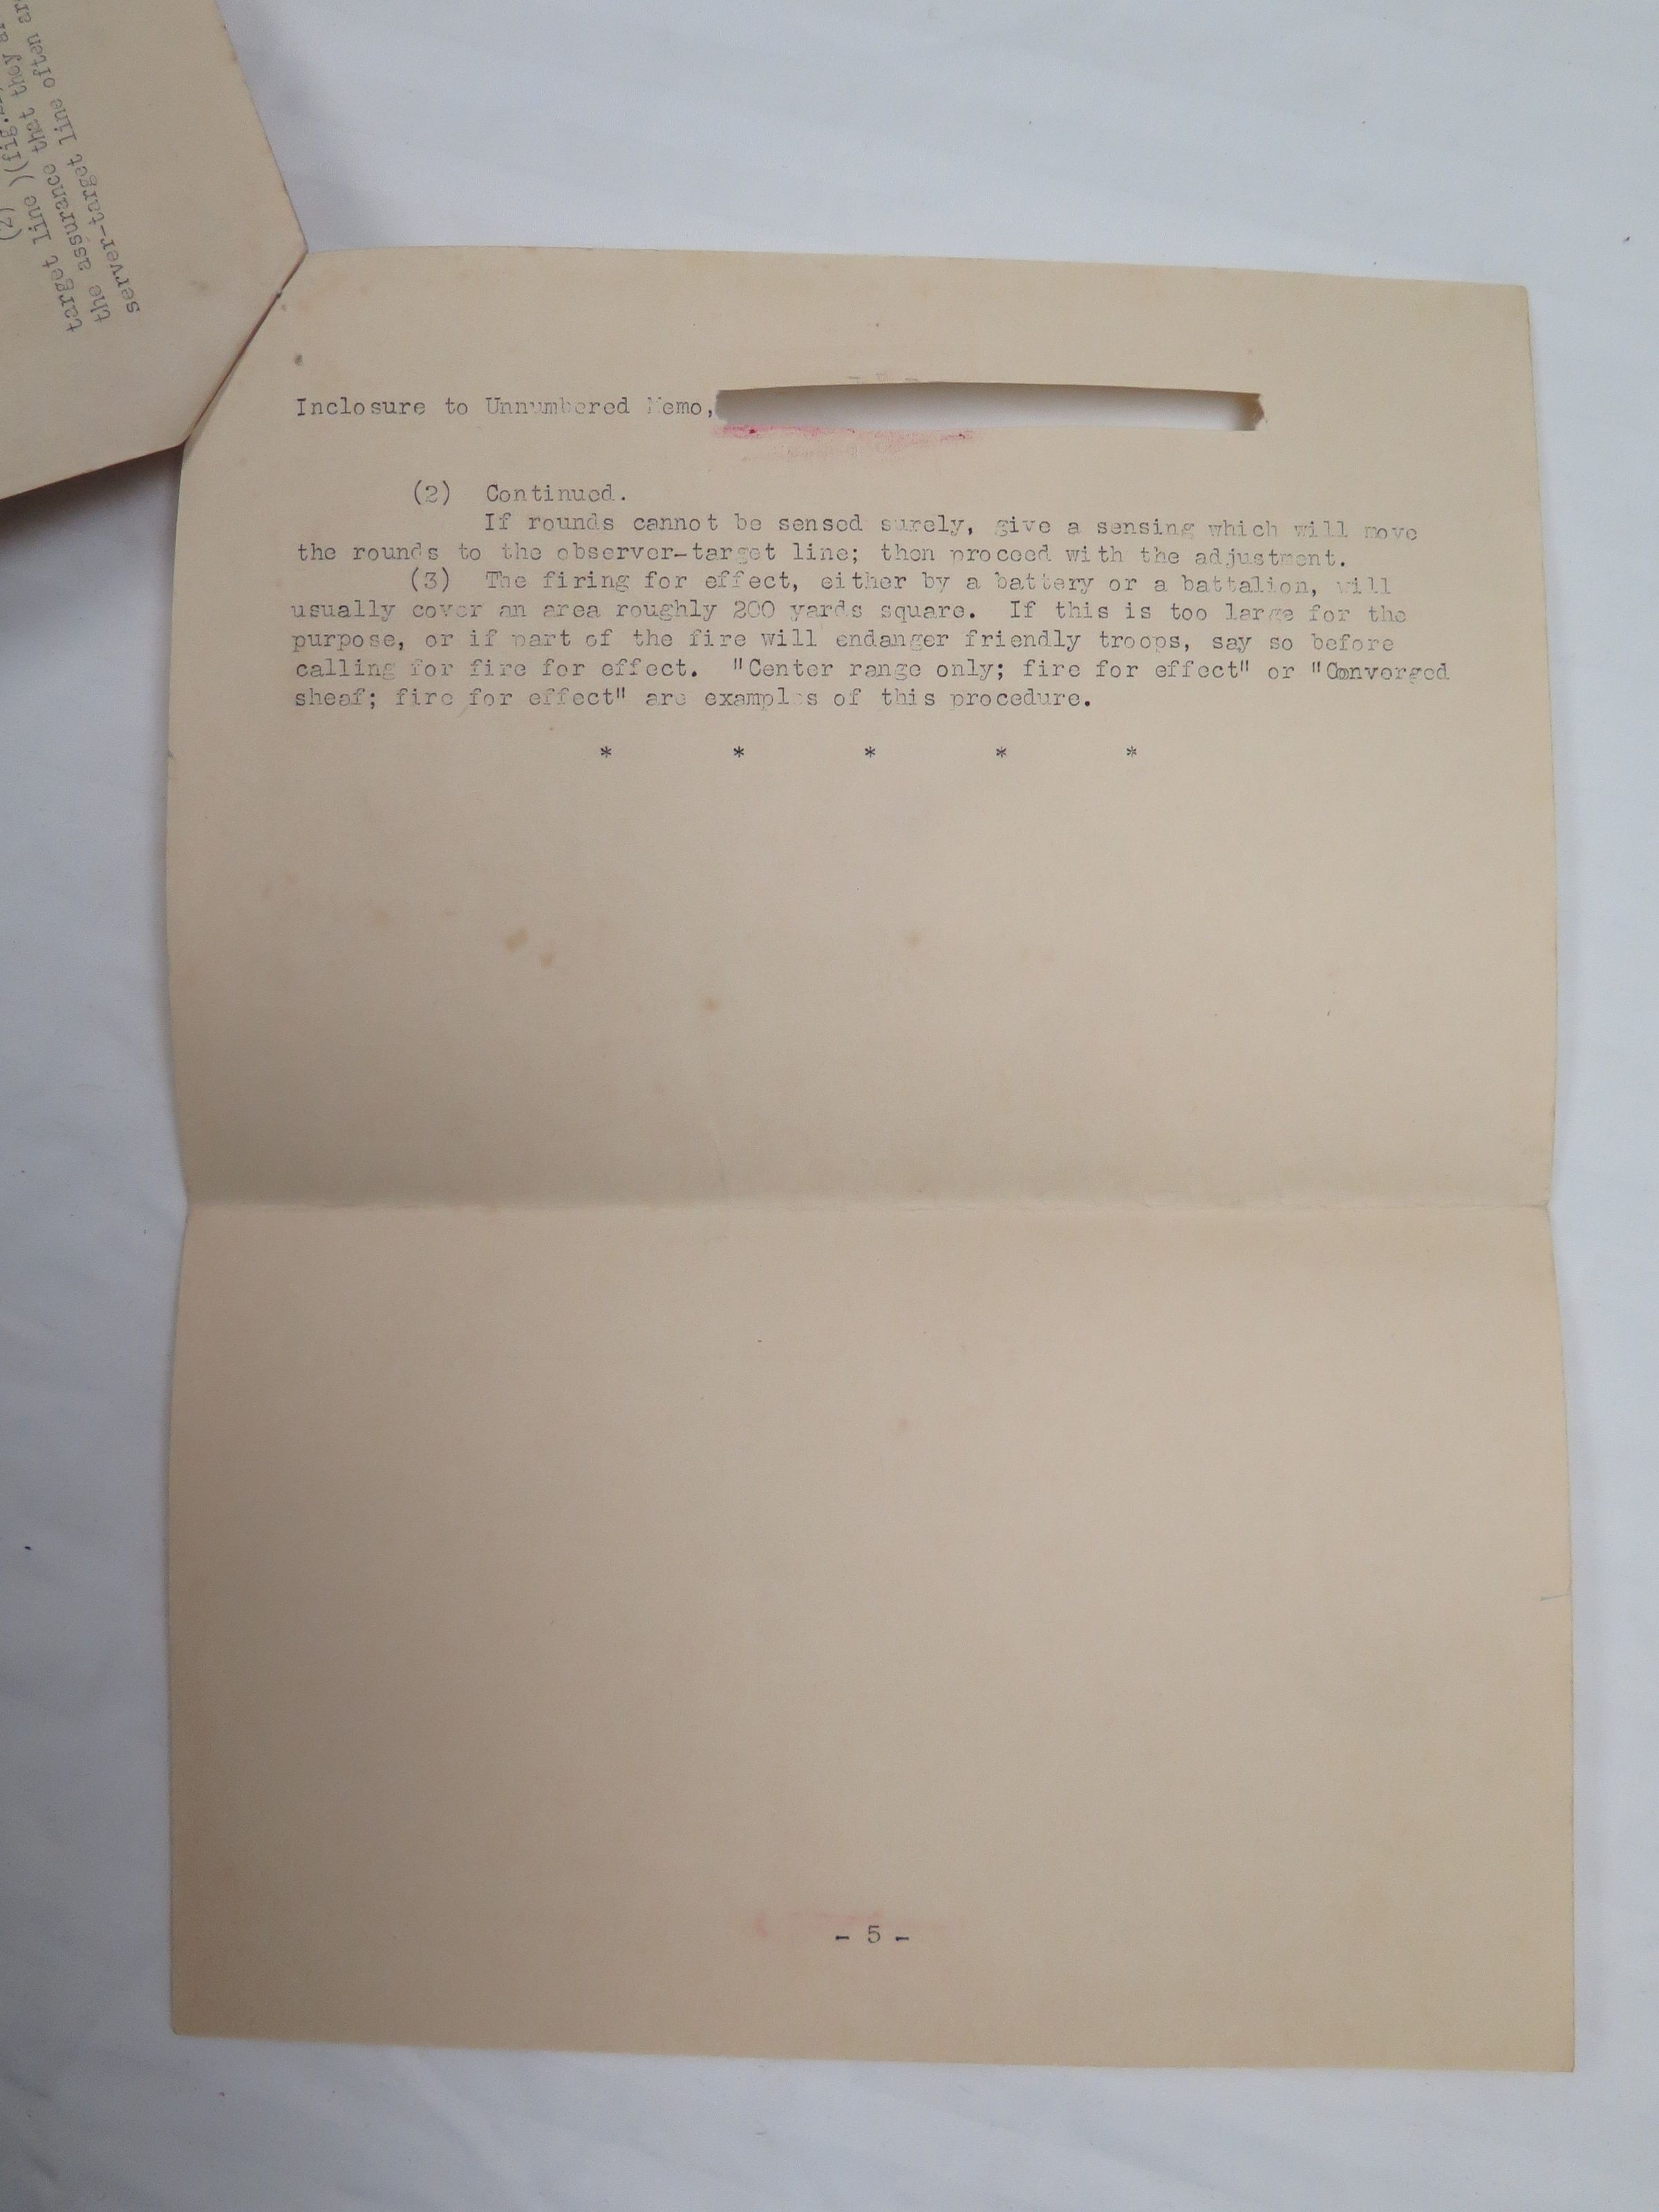 (2)
target line )(fig.
the assurance that they
server-target line often
Inclosure to Unnumbered Memo,
(2) Continued.
If rounds cannot be sensed surely, give a sensing which will move
the rounds to the observer-target line; then proceed with the adjustment.
(3) The firing for effect, either by a battery or a battalion, will
usually cover an area roughly 200 yards square. If this is too large for the
purpose, or if part of the fire will endanger friendly troops, say so before
calling for fire for effect. "Center range only; fire for effect" or "Converged
sheaf; fire for effect" are examples of this procedure.
* * * * *
- 5 -